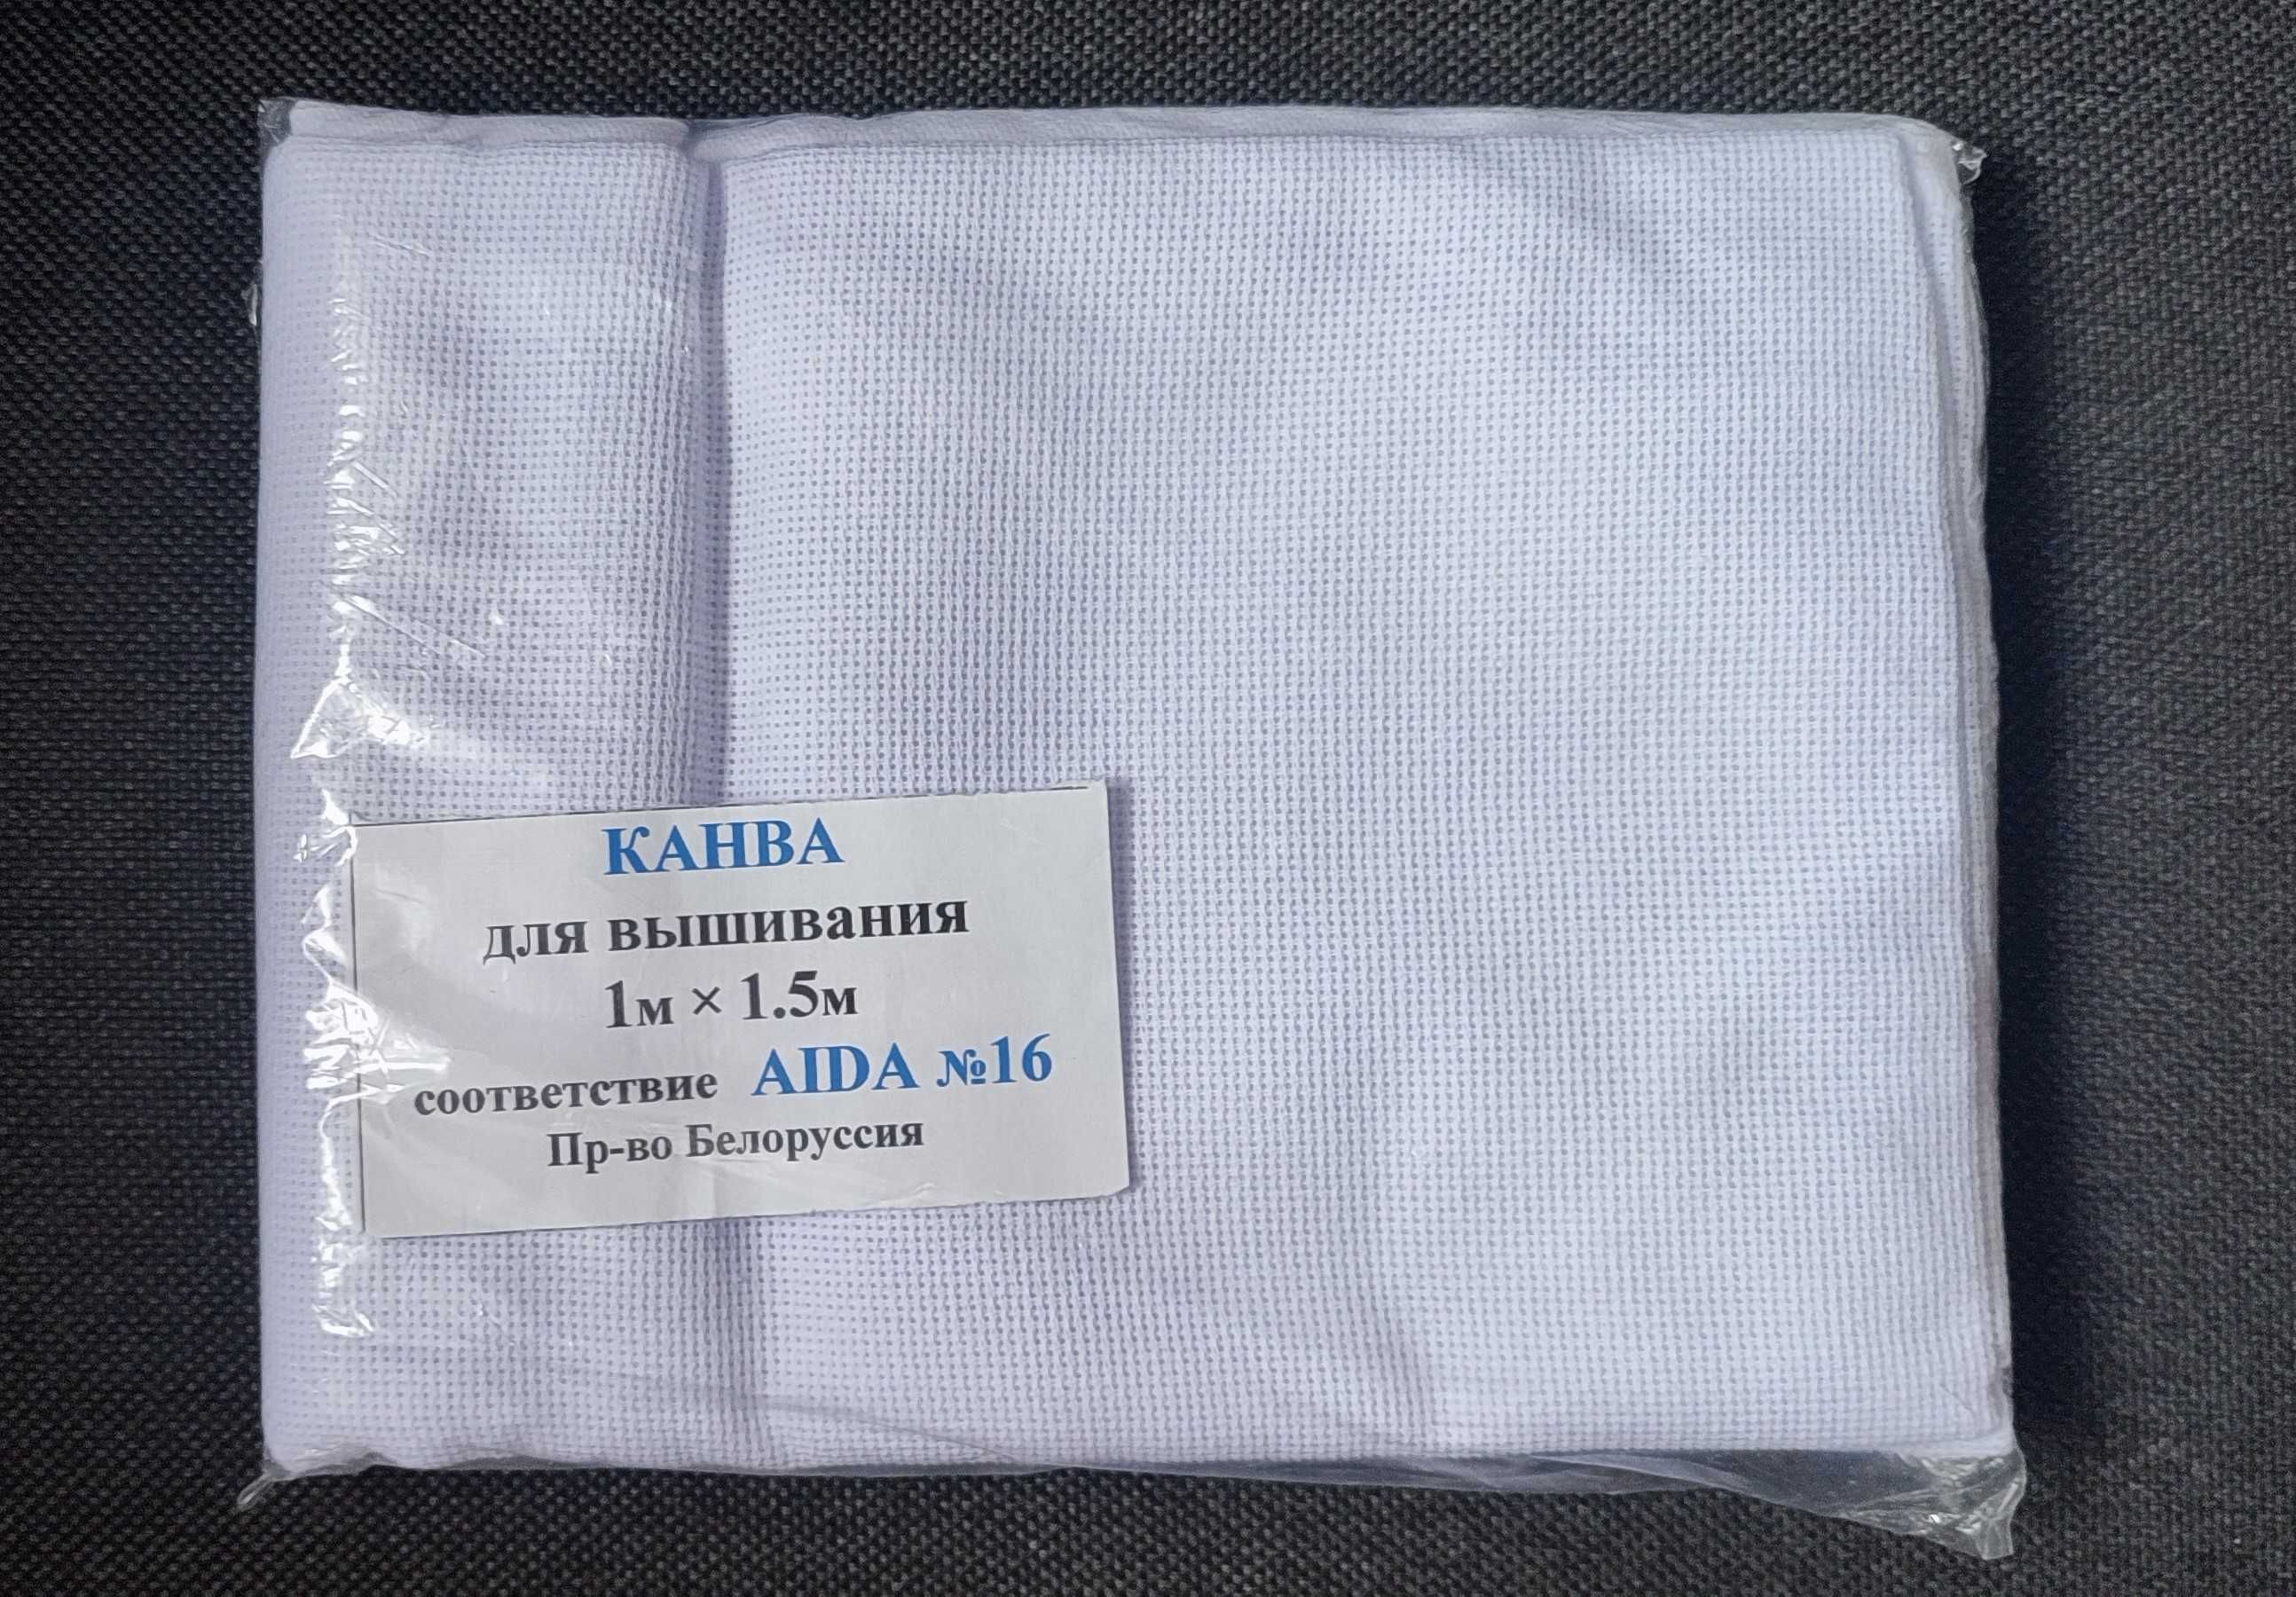 КАНВА
для вышивания
1м × 1.5м
соответствие AIDA №16
Пр-во Белоруссия